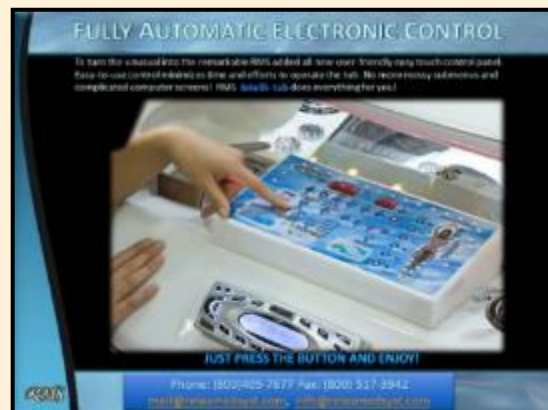 FULLY AUTOMATIC ELECTRONIC CONTROL
To turn the unusual into the remarkable RMS added all new user friendly easy touch control panel.
Easy-to-use control minimizes time and efforts to operate the tub. No more messy submenus and
complicated computer screens! RMS does everything for you!
JUST PRESS THE BUTTON AND ENJOY!
Phone: (800)405-7677 Fax: (800) 517-3942